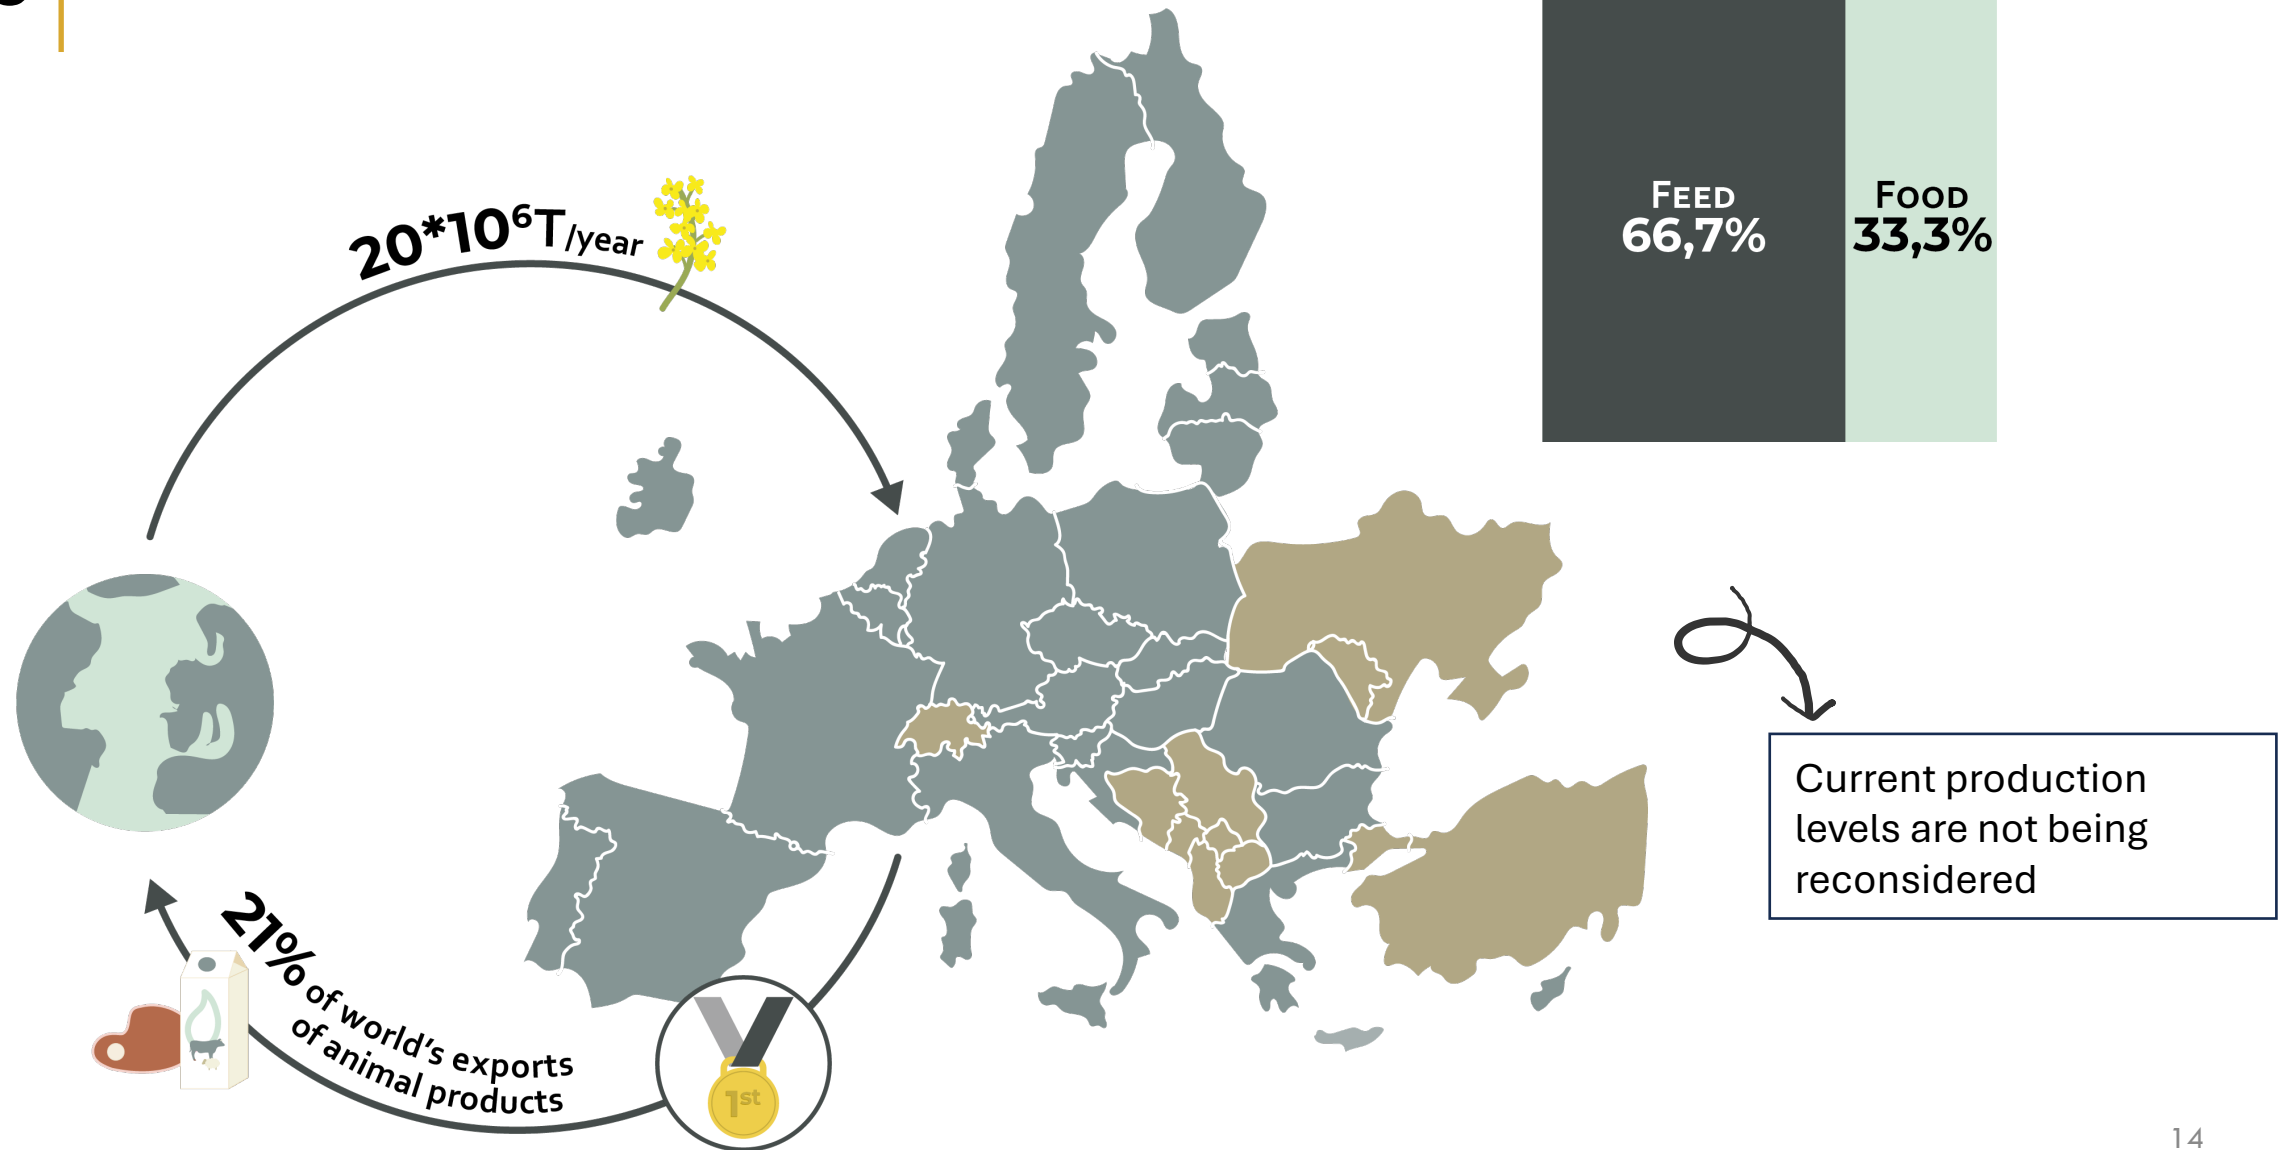 20*10⁶T/year
FEED
66,7%
FOOD
33,3%
Current production
levels are not being
reconsidered
21% of world's exports
of animal products
1st
14